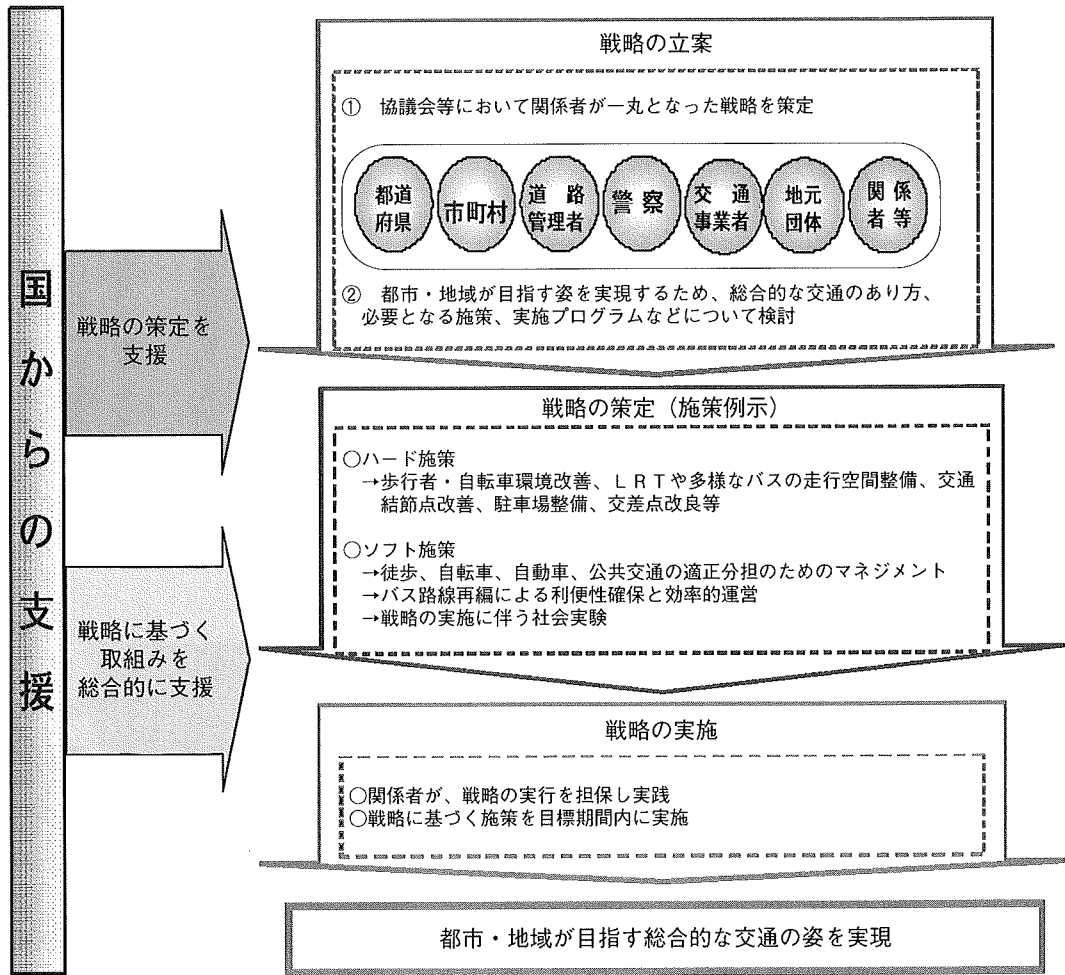 国からの支援
戦略の策定を
支援
戦略に基づく
取組みを
総合的に支援
戦略の立案
① 協議会等において関係者が一丸となった戦略を策定
都道
府県
市町村
道路
管理者
警察
交通
事業者
地元
団体
関係
者等
② 都市・地域が目指す姿を実現するため、総合的な交通のあり方、
必要となる施策、実施プログラムなどについて検討
戦略の策定（施策例示）
○ハード施策
→歩行者・自転車環境改善、ＬＲＴや多様なバスの走行空間整備、交通
結節点改善、駐車場整備、交差点改良等
○ソフト施策
→徒歩、自転車、自動車、公共交通の適正分担のためのマネジメント
→バス路線再編による利便性確保と効率的運営
→戦略の実施に伴う社会実験
戦略の実施
○関係者が、戦略の実行を担保し実践
○戦略に基づく施策を目標期間内に実施
都市・地域が目指す総合的な交通の姿を実現